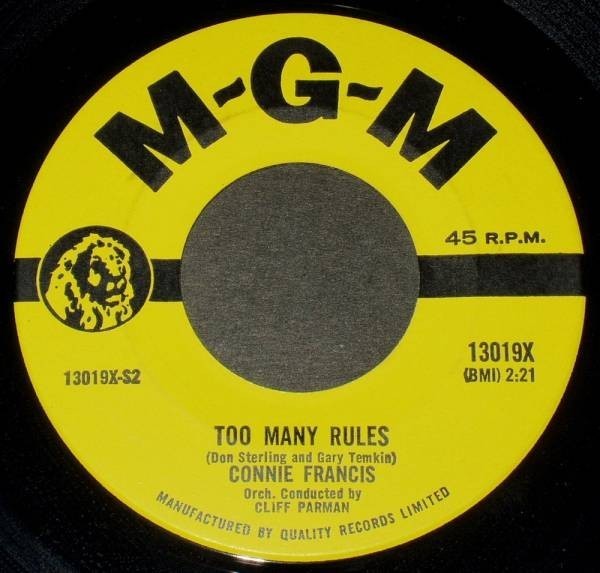 M-G-M
45 R.P.M.
13019X-S2
13019X
(BMI) 2:21
TOO MANY RULES
(Don Sterling and Gary Temkin)
CONNIE FRANCIS
Orch. Conducted by
CLIFF PARMAN
MANUFACTURED BY QUALITY RECORDS LIMITED